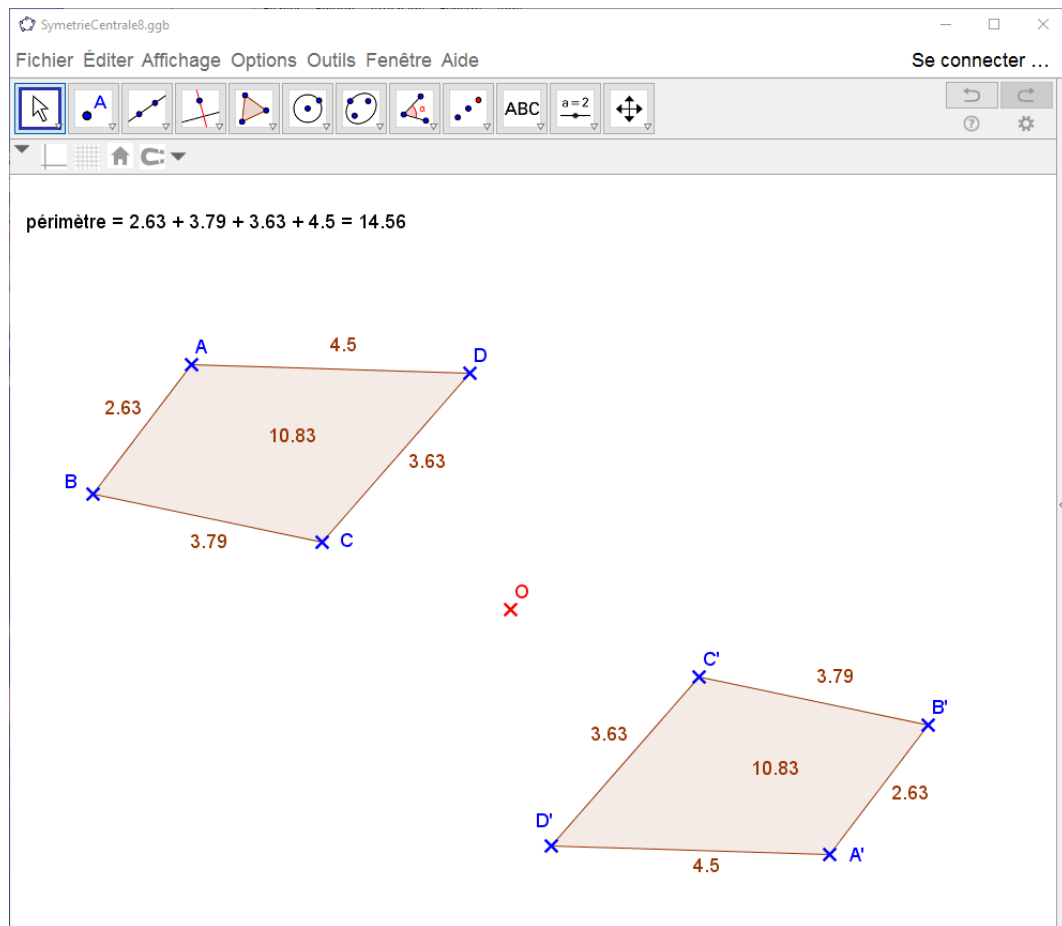 SymetrieCentrale8.ggb
Fichier Éditer Affichage Options Outils Fenêtre Aide
Se connecter ...
A
α
ABC
a=2
périmètre = 2.63 + 3.79 + 3.63 + 4.5 = 14.56
A
4.5
D
2.63
10.83
3.63
B
3.79
C
O
C'
3.79
B'
3.63
10.83
2.63
D'
4.5
A'